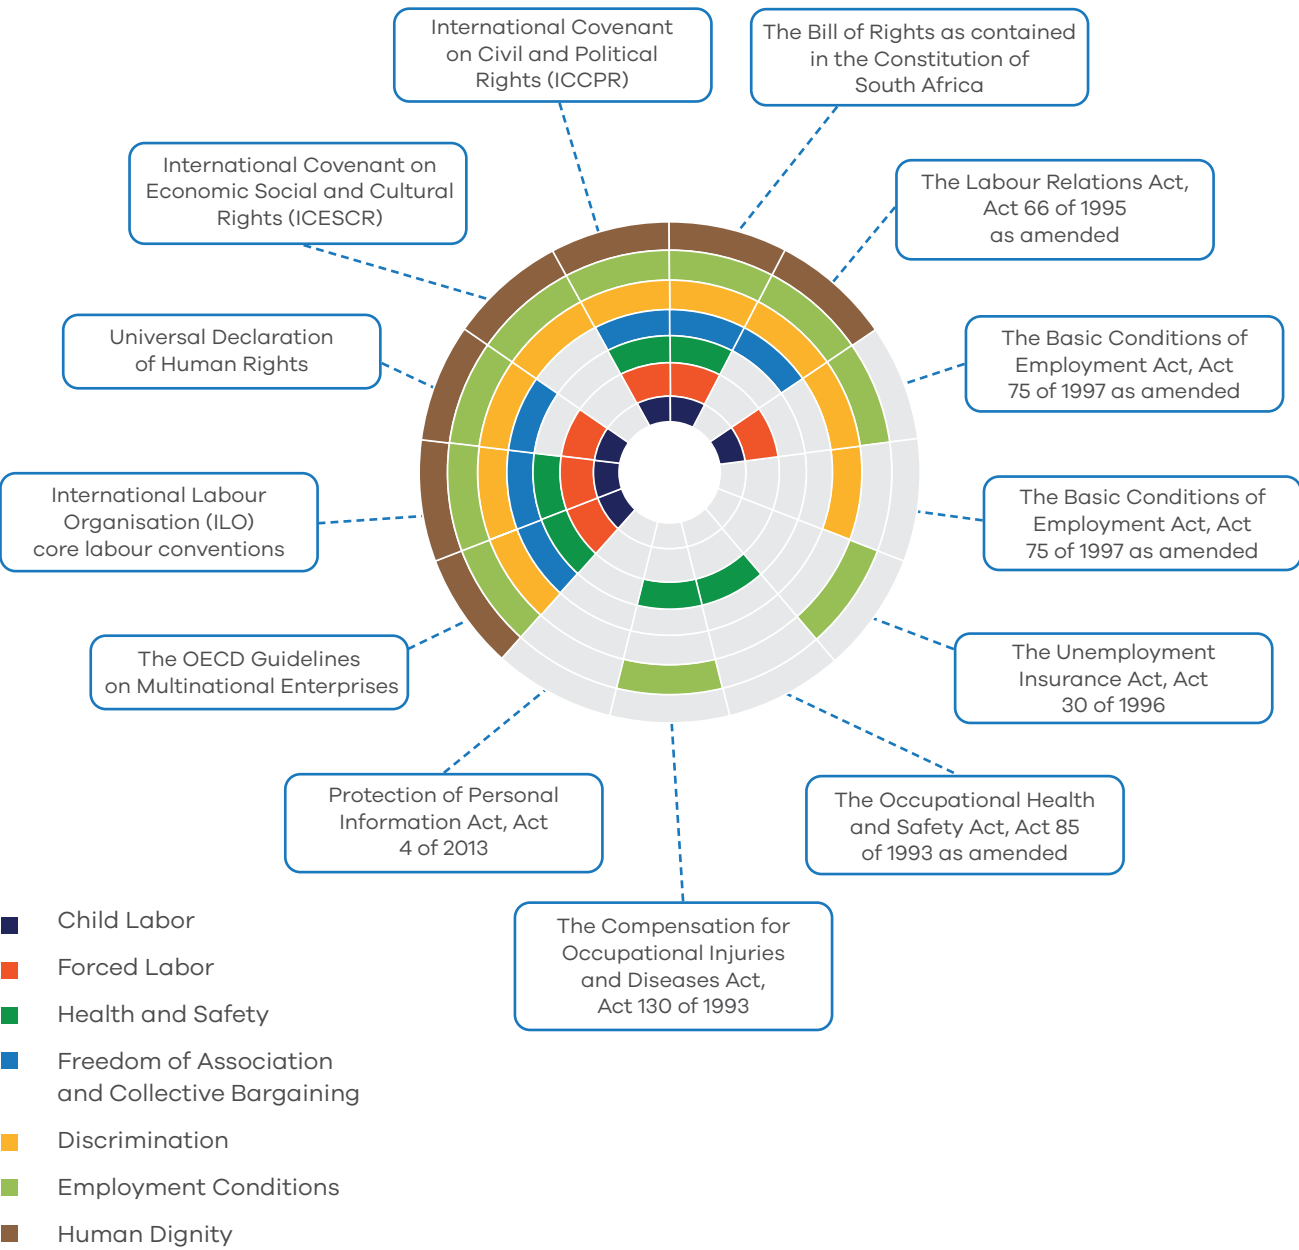 International Covenant
on Civil and Political
Rights (ICCPR)
The Bill of Rights as contained
in the Constitution of
South Africa
International Covenant on
Economic Social and Cultural
Rights (ICESCR)
The Labour Relations Act,
Act 66 of 1995
as amended
Universal Declaration
of Human Rights
The Basic Conditions of
Employment Act, Act
75 of 1997 as amended
International Labour
Organisation (ILO)
core labour conventions
The Basic Conditions of
Employment Act, Act
75 of 1997 as amended
The OECD Guidelines
on Multinational Enterprises
The Unemployment
Insurance Act, Act
30 of 1996
Protection of Personal
Information Act, Act
4 of 2013
The Occupational Health
and Safety Act, Act 85
of 1993 as amended
The Compensation for
Occupational Injuries
and Diseases Act,
Act 130 of 1993
Child Labor
Forced Labor
Health and Safety
Freedom of Association
and Collective Bargaining
Discrimination
Employment Conditions
Human Dignity